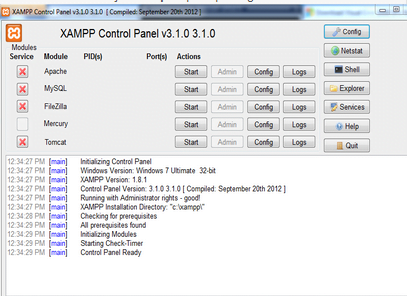 XAMPP Control Panel v3.1.0 3.1.0 [ Compiled: September 20th 2012 ]
XAMPP Control Panel v3.1.0 3.1.0
Config
Modules
Service Module PID(s) Port(s) Actions
Netstat
Apache Start Admin Config Logs
Shell
MySQL Start Admin Config Logs
Explorer
FileZilla Start Admin Config Logs
Services
Mercury Start Admin Config Logs
Help
Tomcat Start Admin Config Logs
Quit
12:34:27 PM [main] Initializing Control Panel
12:34:27 PM [main] Windows Version: Windows 7 Ultimate 32-bit
12:34:27 PM [main] XAMPP Version: 1.8.1
12:34:27 PM [main] Control Panel Version: 3.1.0 3.1.0 [ Compiled: September 20th 2012 ]
12:34:27 PM [main] Running with Administrator rights - good!
12:34:27 PM [main] XAMPP Installation Directory: "c:\xampp\"
12:34:28 PM [main] Checking for prerequisites
12:34:29 PM [main] All prerequisites found
12:34:29 PM [main] Initializing Modules
12:34:29 PM [main] Starting Check-Timer
12:34:29 PM [main] Control Panel Ready